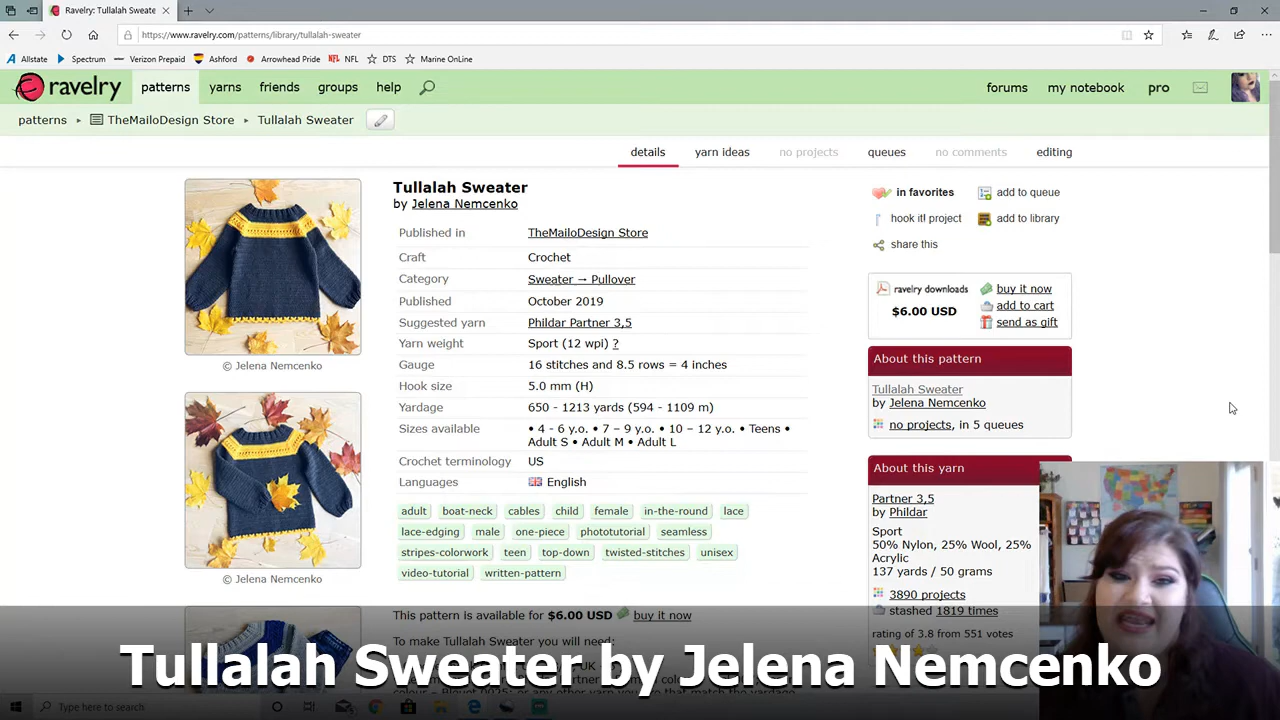 Ravelry: Tullalah Sweate
https://www.ravelry.com/patterns/library/tullalah-sweater
Allstate Spectrum Verizon Prepaid Ashford Arrowhead Pride NFL NFL DTS Marine OnLine
ravelry patterns yarns friends groups help forums my notebook pro
patterns ▸ TheMailoDesign Store ▸ Tullalah Sweater
details yarn ideas no projects queues no comments editing
Tullalah Sweater
by Jelena Nemcenko
Published in TheMailoDesign Store
Craft Crochet
Category Sweater → Pullover
Published October 2019
Suggested yarn Phildar Partner 3,5
Yarn weight Sport (12 wpi) ?
Gauge 16 stitches and 8.5 rows = 4 inches
Hook size 5.0 mm (H)
Yardage 650 - 1213 yards (594 - 1109 m)
Sizes available • 4 - 6 y.o. • 7 – 9 y.o. • 10 – 12 y.o. • Teens •
Adult S • Adult M • Adult L
Crochet terminology US
Languages English
adult boat-neck cables child female in-the-round lace
lace-edging male one-piece phototutorial seamless
stripes-colorwork teen top-down twisted-stitches unisex
video-tutorial written-pattern
This pattern is available for $6.00 USD buy it now
To make Tullalah Sweater you will need:
© Jelena Nemcenko
© Jelena Nemcenko
in favorites add to queue
hook it! project add to library
share this
ravelry downloads
$6.00 USD
buy it now
add to cart
send as gift
About this pattern
Tullalah Sweater
by Jelena Nemcenko
no projects, in 5 queues
About this yarn
Partner 3,5
by Phildar
Sport
50% Nylon, 25% Wool, 25%
Acrylic
137 yards / 50 grams
3890 projects
stashed 1819 times
rating of 3.8 from 551 votes
Tullalah Sweater by Jelena Nemcenko
Type here to search